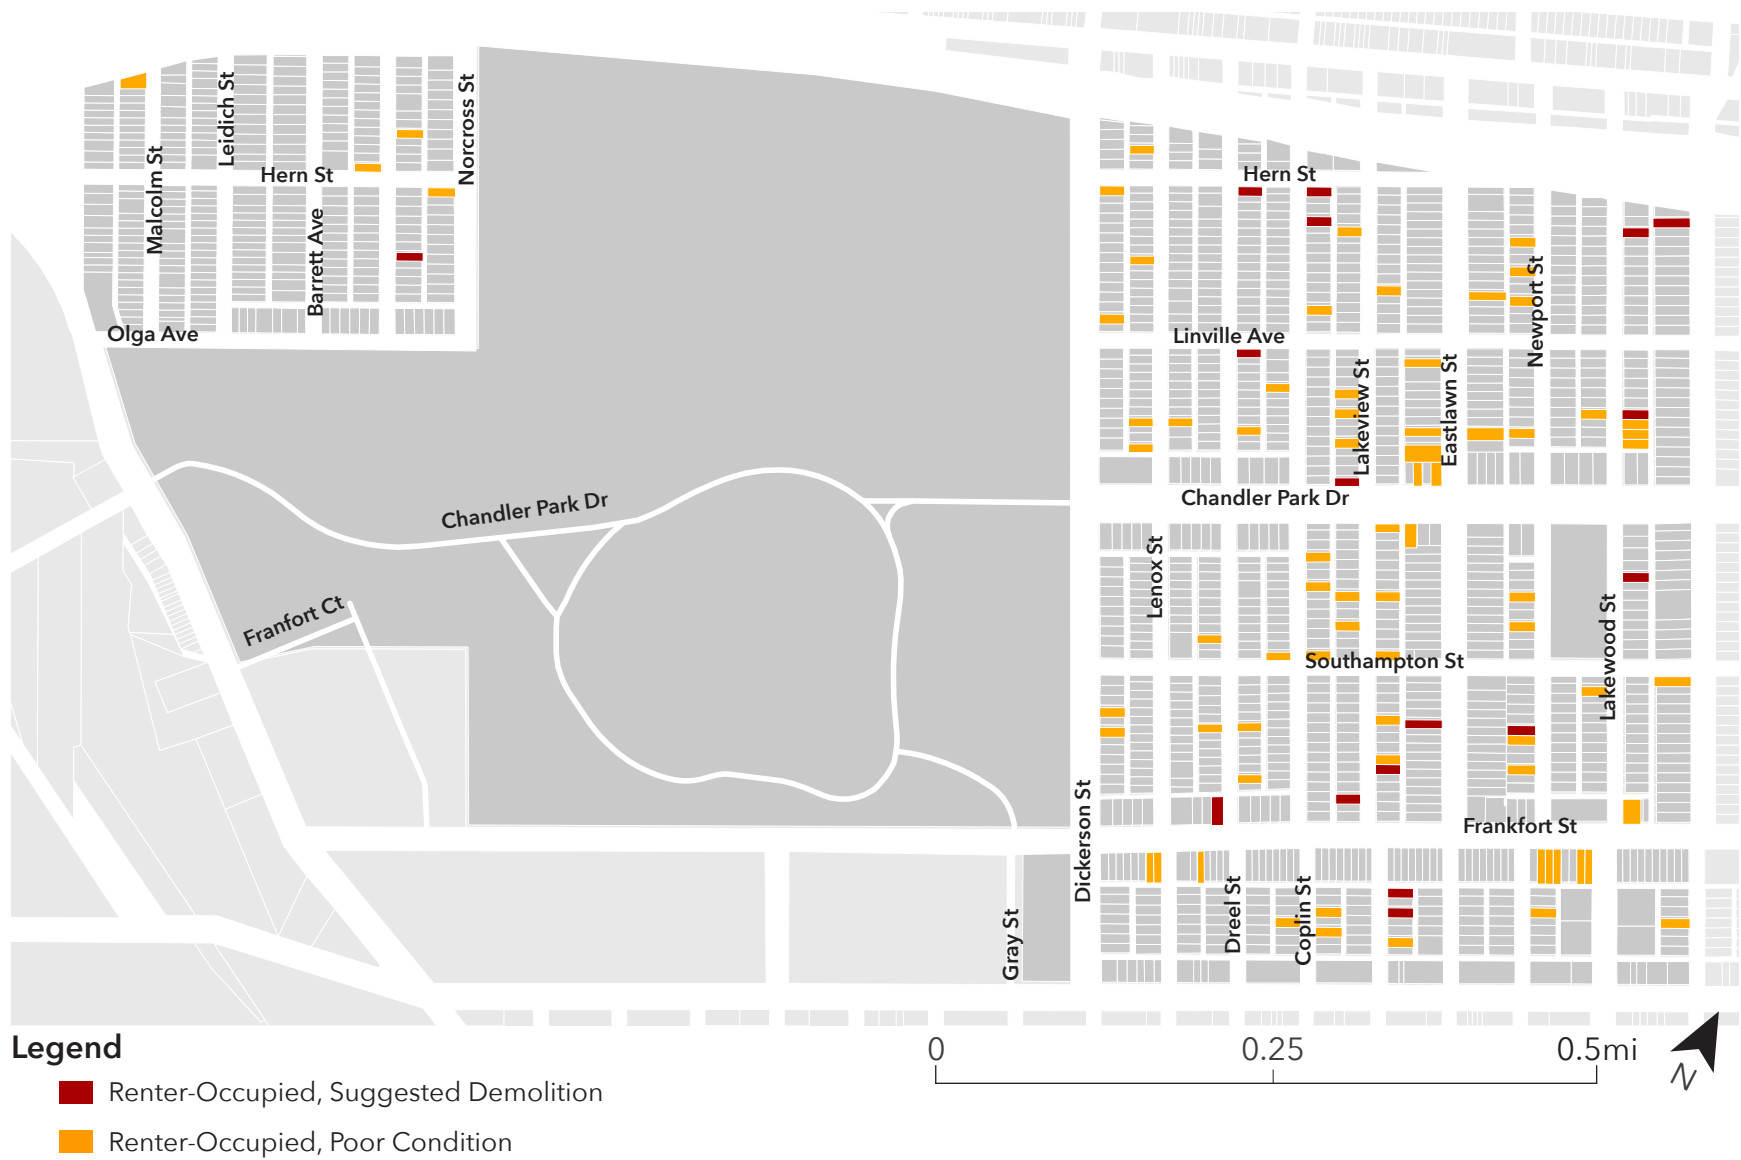 Leidich St
Norcross St
Malcolm St
Hern St
Barrett Ave
Olga Ave
Hern St
Newport St
Linville Ave
Lakeview St
Eastlawn St
Chandler Park Dr
Chandler Park Dr
Lenox St
Franfort Ct
Lakewood St
Southampton St
Dickerson St
Frankfort St
Dreel St
Coplin St
Gray St
Legend
Renter-Occupied, Suggested Demolition
Renter-Occupied, Poor Condition
0 0.25 0.5mi
N